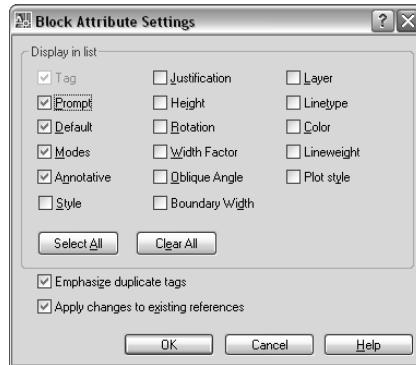 Block Attribute Settings
Display in list
Tag Justification Layer
Prompt Height Linetype
Default Rotation Color
Modes Width Factor Lineweight
Annotative Oblique Angle Plot style
Style Boundary Width
Select All Clear All
Emphasize duplicate tags
Apply changes to existing references
OK Cancel Help